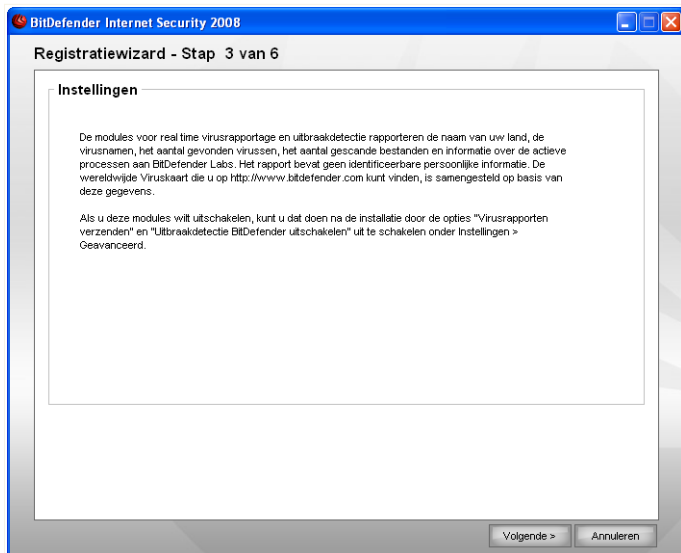 BitDefender Internet Security 2008
Registratiewizard - Stap 3 van 6
Instellingen
De modules voor real time virusrapportage en uitbraakdetectie rapporteren de naam van uw land, de
virusnamen, het aantal gevonden virussen, het aantal gescande bestanden en informatie over de actieve
processen aan BitDefender Labs. Het rapport bevat geen identificeerbare persoonlijke informatie. De
wereldwijde Viruskaart die u op http://www.bitdefender.com kunt vinden, is samengesteld op basis van
deze gegevens.
Als u deze modules wilt uitschakelen, kunt u dat doen na de installatie door de opties "Virusrapporten
verzenden" en "Uitbraakdetectie BitDefender uitschakelen" uit te schakelen onder Instellingen >
Geavanceerd.
Volgende >
Annuleren